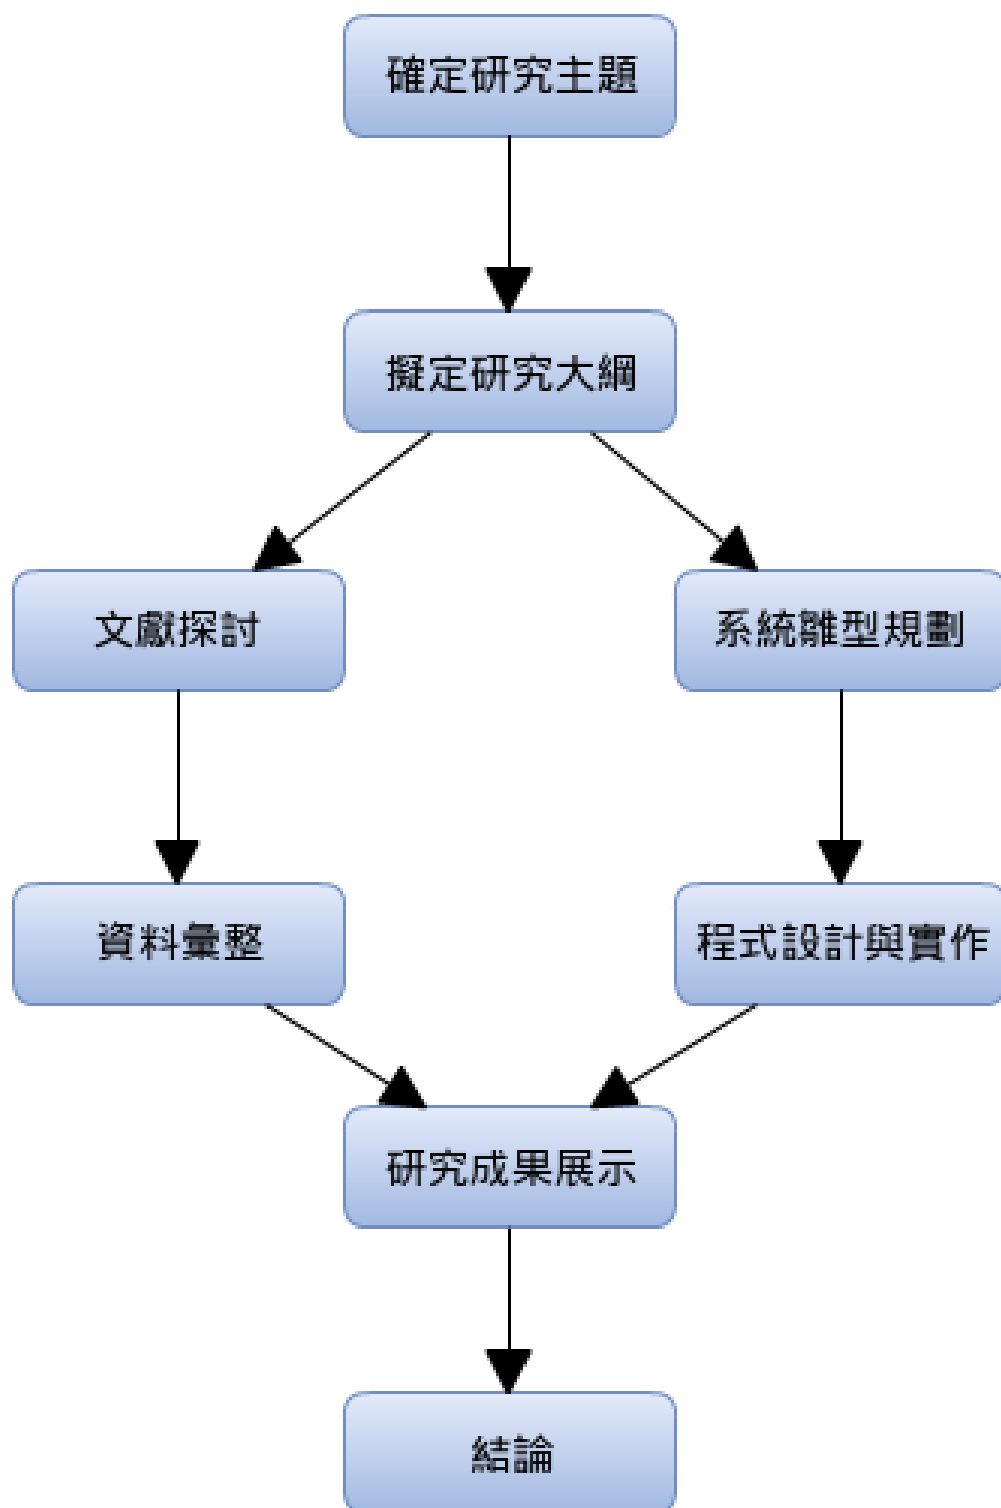 確定研究主題
擬定研究大綱
文獻探討
系統雛型規劃
資料彙整
程式設計與實作
研究成果展示
結論